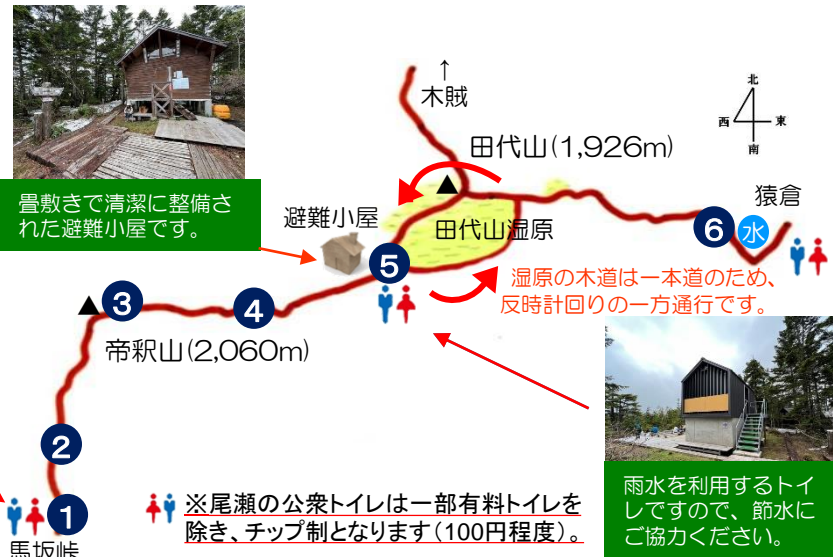 ↑
木賊
北
西 東
南
田代山(1,926m)
畳敷きで清潔に整備さ
れた避難小屋です。
避難小屋
田代山湿原
猿倉
6
水
5
湿原の木道は一本道のため、
反時計回りの一方通行です。
3
4
帝釈山(2,060m)
2
雨水を利用するトイ
レですので、節水に
ご協力ください。
1
馬坂峠
※尾瀬の公衆トイレは一部有料トイレを
除き、チップ制となります(100円程度)。